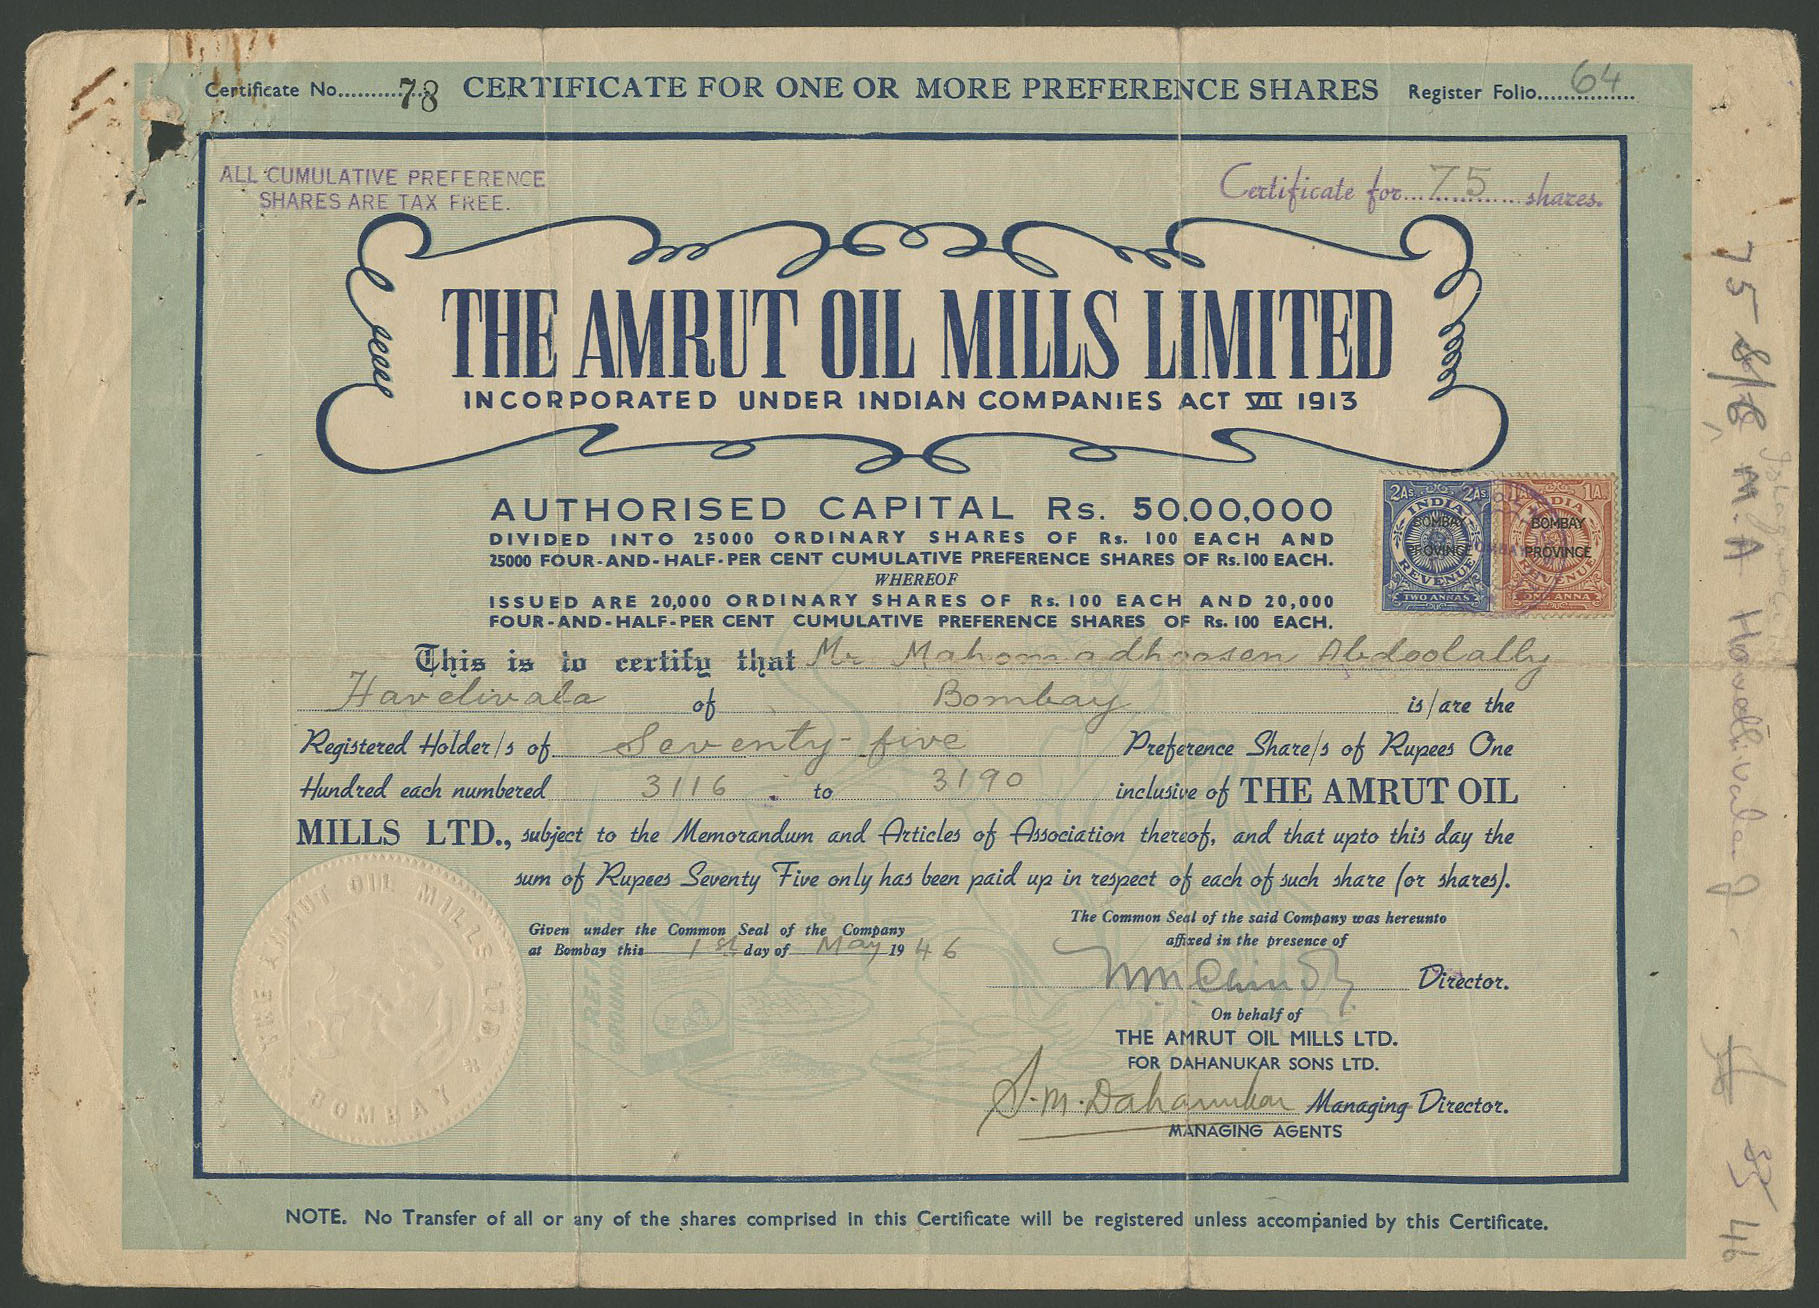 Certificate No..........78 CERTIFICATE FOR ONE OR MORE PREFERENCE SHARES Register Folio....64....
ALL CUMULATIVE PREFERENCE
SHARES ARE TAX FREE.
Certificate for...75...shares.
THE AMRUT OIL MILLS LIMITED
INCORPORATED UNDER INDIAN COMPANIES ACT VII 1913
AUTHORISED CAPITAL Rs. 50,00,000
DIVIDED INTO 25000 ORDINARY SHARES OF Rs. 100 EACH AND
25000 FOUR-AND-HALF-PER CENT CUMULATIVE PREFERENCE SHARES OF Rs.100 EACH.
WHEREOF
ISSUED ARE 20,000 ORDINARY SHARES OF Rs. 100 EACH AND 20,000
FOUR-AND-HALF-PER CENT CUMULATIVE PREFERENCE SHARES OF Rs. 100 EACH.
2As. 2As.
INDIA
BOMBAY
PROVINCE
REVENUE
TWO ANNAS
1A. 1A.
INDIA
BOMBAY
PROVINCE
REVENUE
ONE ANNA
This is to certify that Mr Mahomadhoosen Abdoolally
Havelivala of Bombay is/are the
Registered Holder/s of Seventy-five Preference Share/s of Rupees One
Hundred each numbered 3116 to 3190 inclusive of THE AMRUT OIL
MILLS LTD., subject to the Memorandum and Articles of Association thereof, and that upto this day the
sum of Rupees Seventy Five only has been paid up in respect of each of such share (or shares).
Given under the Common Seal of the Company
at Bombay this 1st day of May 1946
The Common Seal of the said Company was hereunto
affixed in the presence of
Director.
On behalf of
THE AMRUT OIL MILLS LTD.
FOR DAHANUKAR SONS LTD.
S.M. Dahanukar Managing Director.
MANAGING AGENTS
THE AMRUT OIL MILLS LTD
BOMBAY
REFINED
GROUNDNUT OIL
NOTE. No Transfer of all or any of the shares comprised in this Certificate will be registered unless accompanied by this Certificate.
75
M.A
46